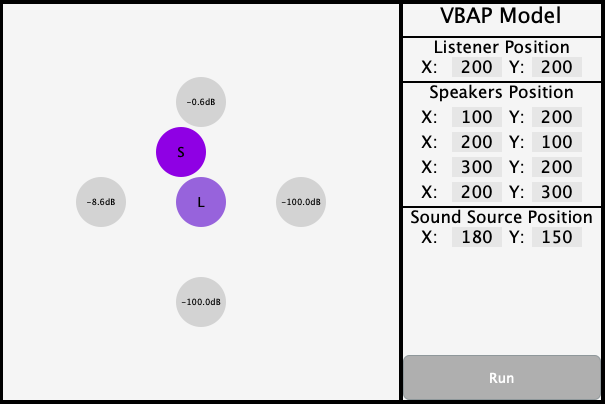 VBAP Model
Listener Position
X: 200 Y: 200
Speakers Position
X: 100 Y: 200
X: 200 Y: 100
X: 300 Y: 200
X: 200 Y: 300
Sound Source Position
X: 180 Y: 150
Run
-0.6dB
S
-8.6dB
L
-100.0dB
-100.0dB